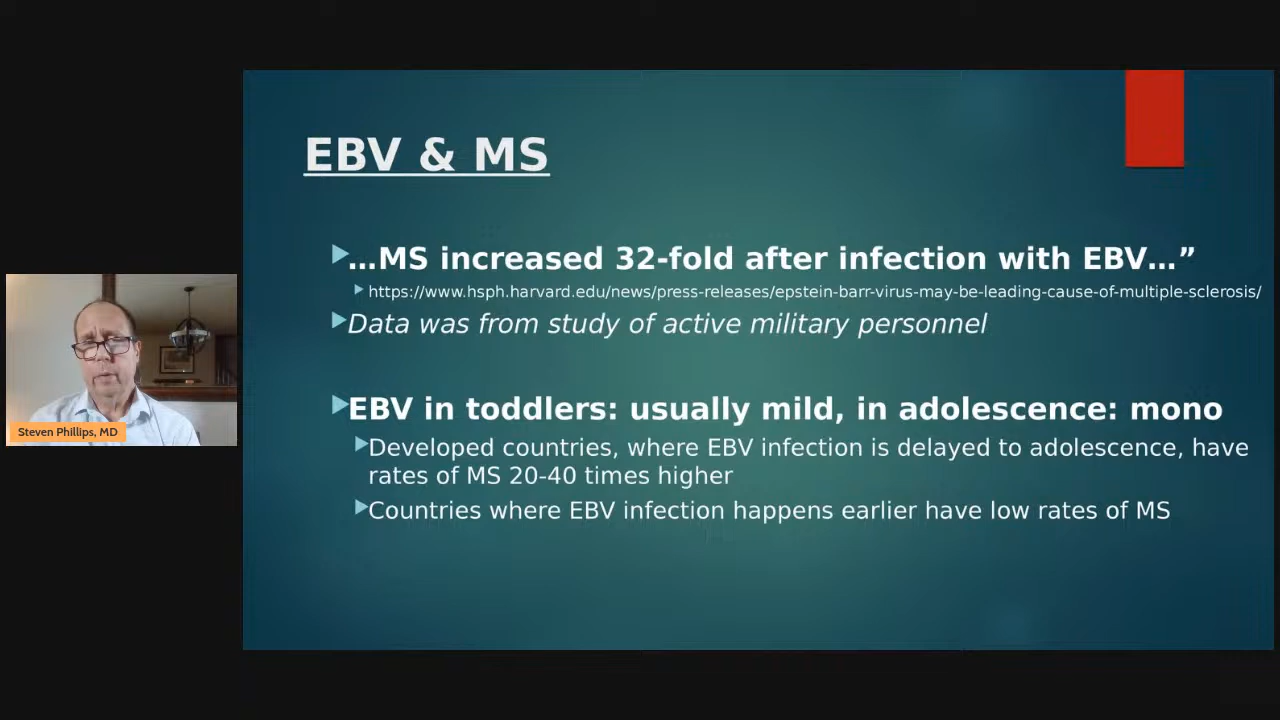 EBV & MS
…MS increased 32-fold after infection with EBV…”
https://www.hsph.harvard.edu/news/press-releases/epstein-barr-virus-may-be-leading-cause-of-multiple-sclerosis/
Data was from study of active military personnel
EBV in toddlers: usually mild, in adolescence: mono
Developed countries, where EBV infection is delayed to adolescence, have
rates of MS 20-40 times higher
Countries where EBV infection happens earlier have low rates of MS
Steven Phillips, MD